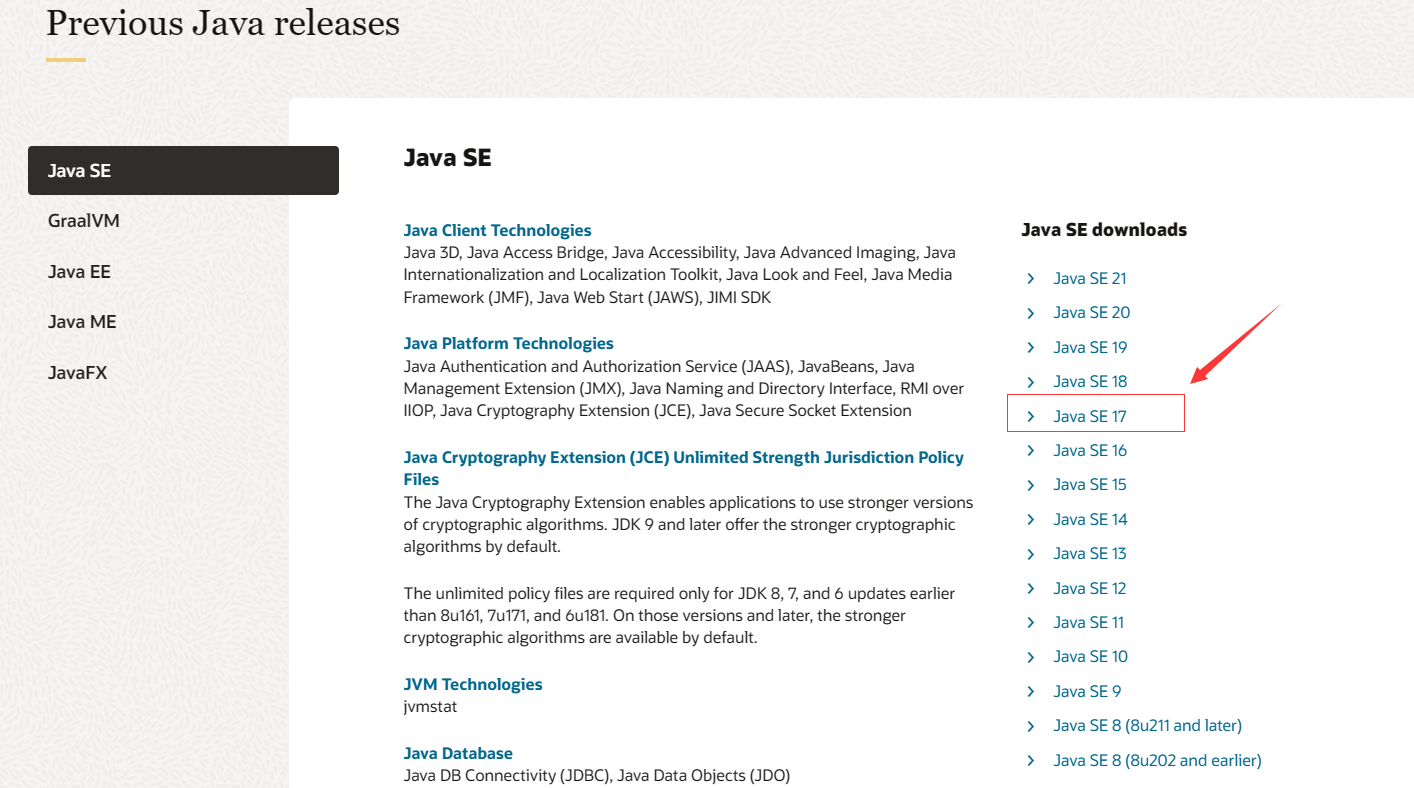 Previous Java releases
Java SE
GraalVM
Java EE
Java ME
JavaFX
Java SE
Java Client Technologies
Java 3D, Java Access Bridge, Java Accessibility, Java Advanced Imaging, Java
Internationalization and Localization Toolkit, Java Look and Feel, Java Media
Framework (JMF), Java Web Start (JAWS), JIMI SDK
Java Platform Technologies
Java Authentication and Authorization Service (JAAS), JavaBeans, Java
Management Extension (JMX), Java Naming and Directory Interface, RMI over
IIOP, Java Cryptography Extension (JCE), Java Secure Socket Extension
Java Cryptography Extension (JCE) Unlimited Strength Jurisdiction Policy
Files
The Java Cryptography Extension enables applications to use stronger versions
of cryptographic algorithms. JDK 9 and later offer the stronger cryptographic
algorithms by default.
The unlimited policy files are required only for JDK 8, 7, and 6 updates earlier
than 8u161, 7u171, and 6u181. On those versions and later, the stronger
cryptographic algorithms are available by default.
JVM Technologies
jvmstat
Java Database
Java DB Connectivity (JDBC), Java Data Objects (JDO)
Java SE downloads
Java SE 21
Java SE 20
Java SE 19
Java SE 18
Java SE 17
Java SE 16
Java SE 15
Java SE 14
Java SE 13
Java SE 12
Java SE 11
Java SE 10
Java SE 9
Java SE 8 (8u211 and later)
Java SE 8 (8u202 and earlier)